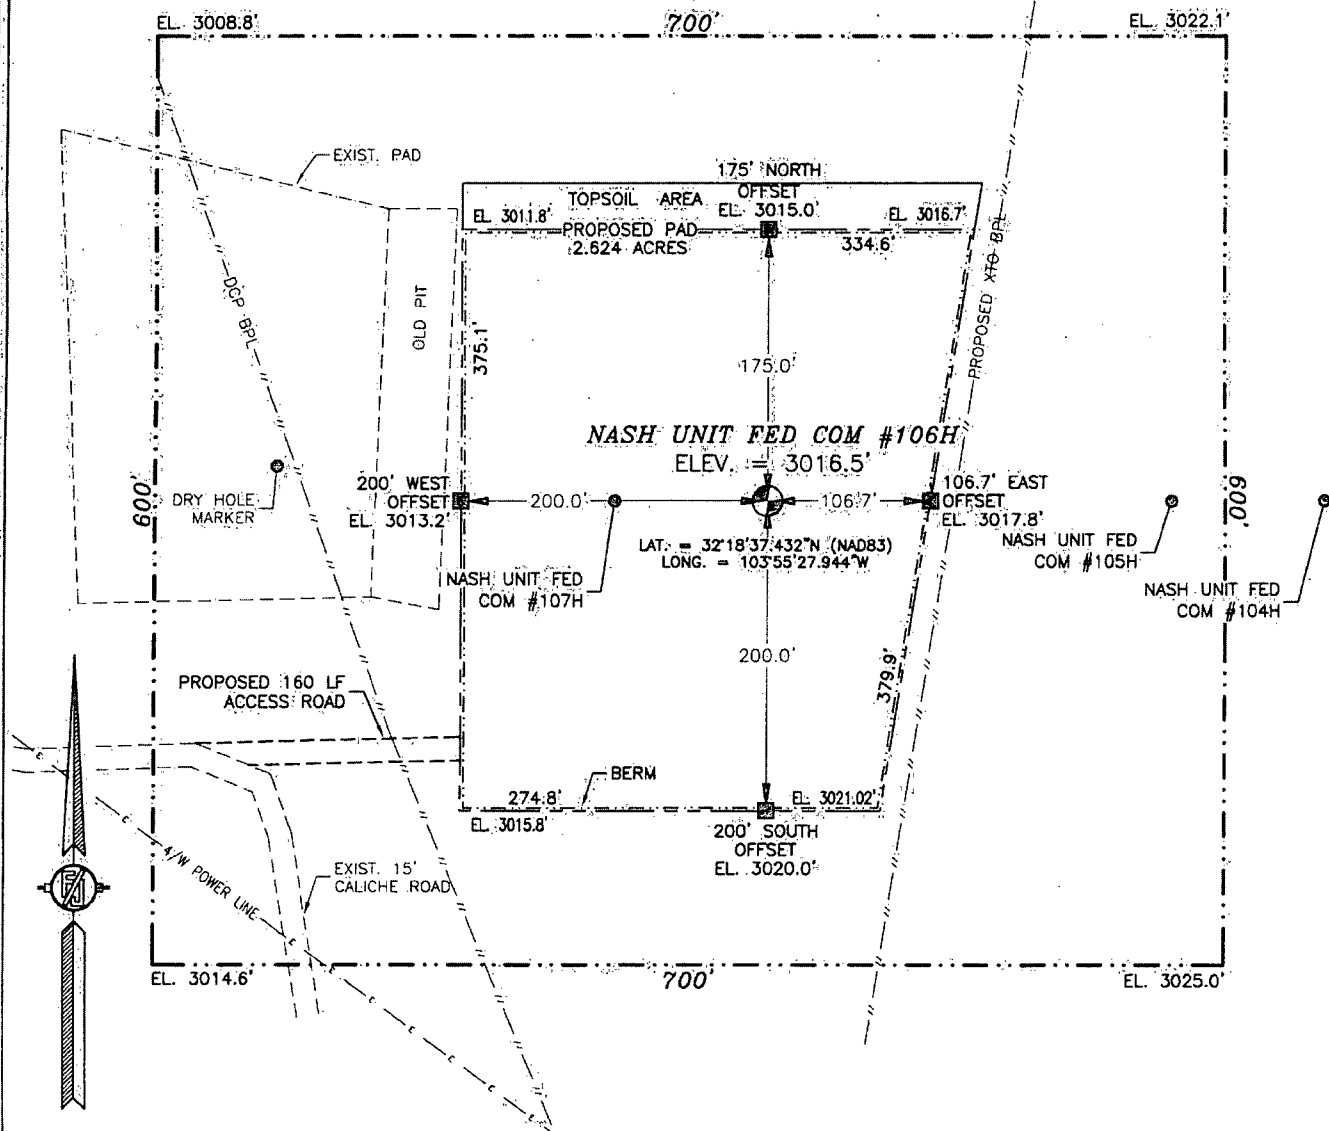 EL. 3008.8'
700'
EL. 3022.1'
EXIST. PAD
175' NORTH
OFFSET
EL. 3015.0'
TOPSOIL AREA
EL. 3011.8'
EL. 3016.7'
PROPOSED PAD
2.624 ACRES
334.6'
DCP BPL
OLD PIT
375.1'
175.0'
PROPOSED XTO BPL
NASH UNIT FED COM #106H
ELEV. = 3016.5'
600'
DRY HOLE
MARKER
200' WEST
OFFSET
EL. 3013.2'
200.0'
106.7'
106.7' EAST
OFFSET
EL. 3017.8'
600'
LAT. = 32°18'37.432"N (NAD83)
LONG. = 103°55'27.944"W
NASH UNIT FED
COM #107H
NASH UNIT FED
COM #105H
NASH UNIT FED
COM #104H
200.0'
379.9'
PROPOSED 160 LF
ACCESS ROAD
BERM
274.8'
EL. 3021.02'
EL. 3015.8'
200' SOUTH
OFFSET
EL. 3020.0'
4/W POWER LINE
EXIST. 15'
CALICHE ROAD
EL. 3014.6'
700'
EL. 3025.0'